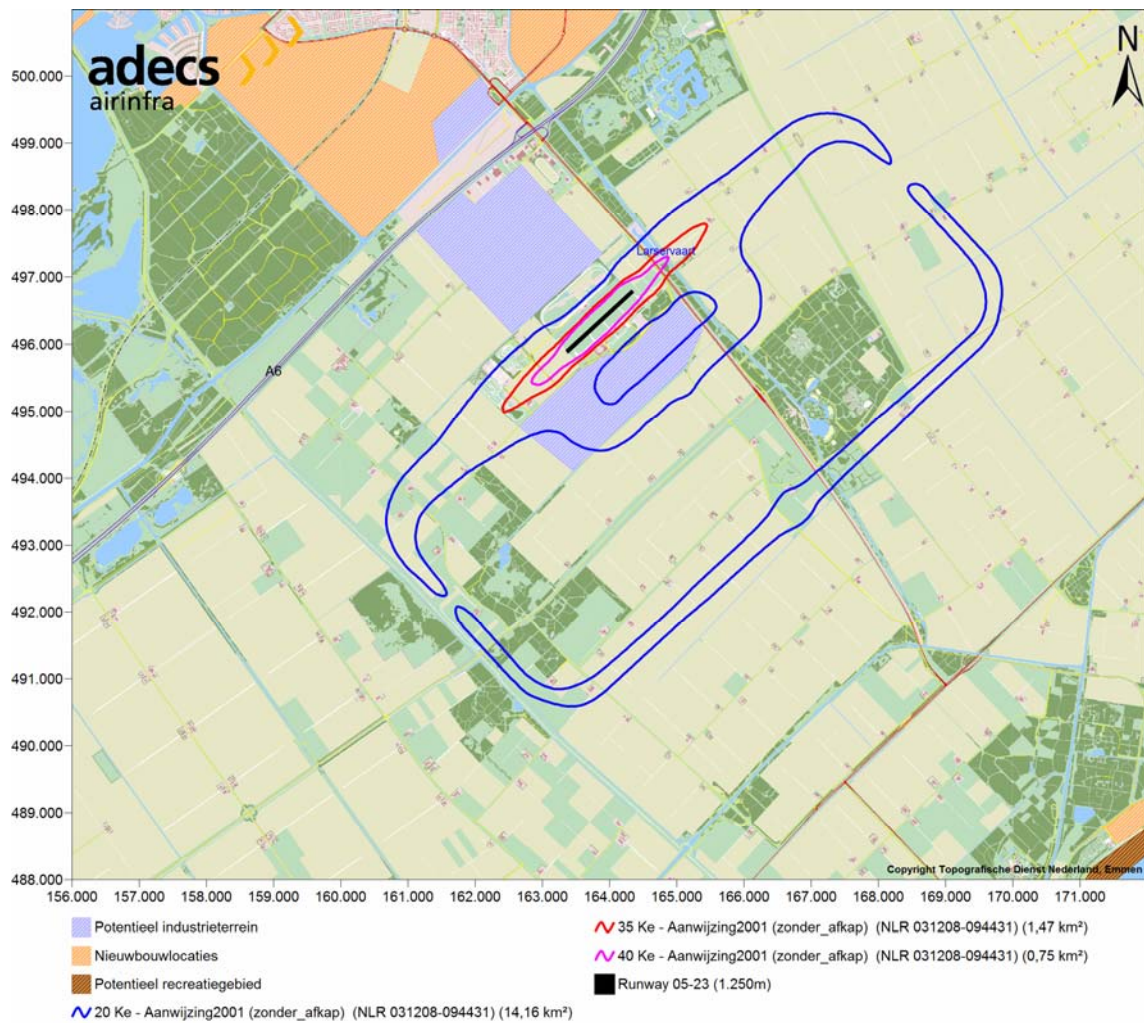 adecs
airinfra
N
500.000
499.000
498.000
497.000
496.000
495.000
494.000
493.000
492.000
491.000
490.000
489.000
488.000
Larservaart
A6
Copyright Topografische Dienst Nederland, Emmen
156.000 157.000 158.000 159.000 160.000 161.000 162.000 163.000 164.000 165.000 166.000 167.000 168.000 169.000 170.000 171.000
Potentieel industrieterrein
Nieuwbouwlocaties
Potentieel recreatiegebied
20 Ke - Aanwijzing2001 (zonder_afkap) (NLR 031208-094431) (14,16 km²)
35 Ke - Aanwijzing2001 (zonder_afkap) (NLR 031208-094431) (1,47 km²)
40 Ke - Aanwijzing2001 (zonder_afkap) (NLR 031208-094431) (0,75 km²)
Runway 05-23 (1.250m)